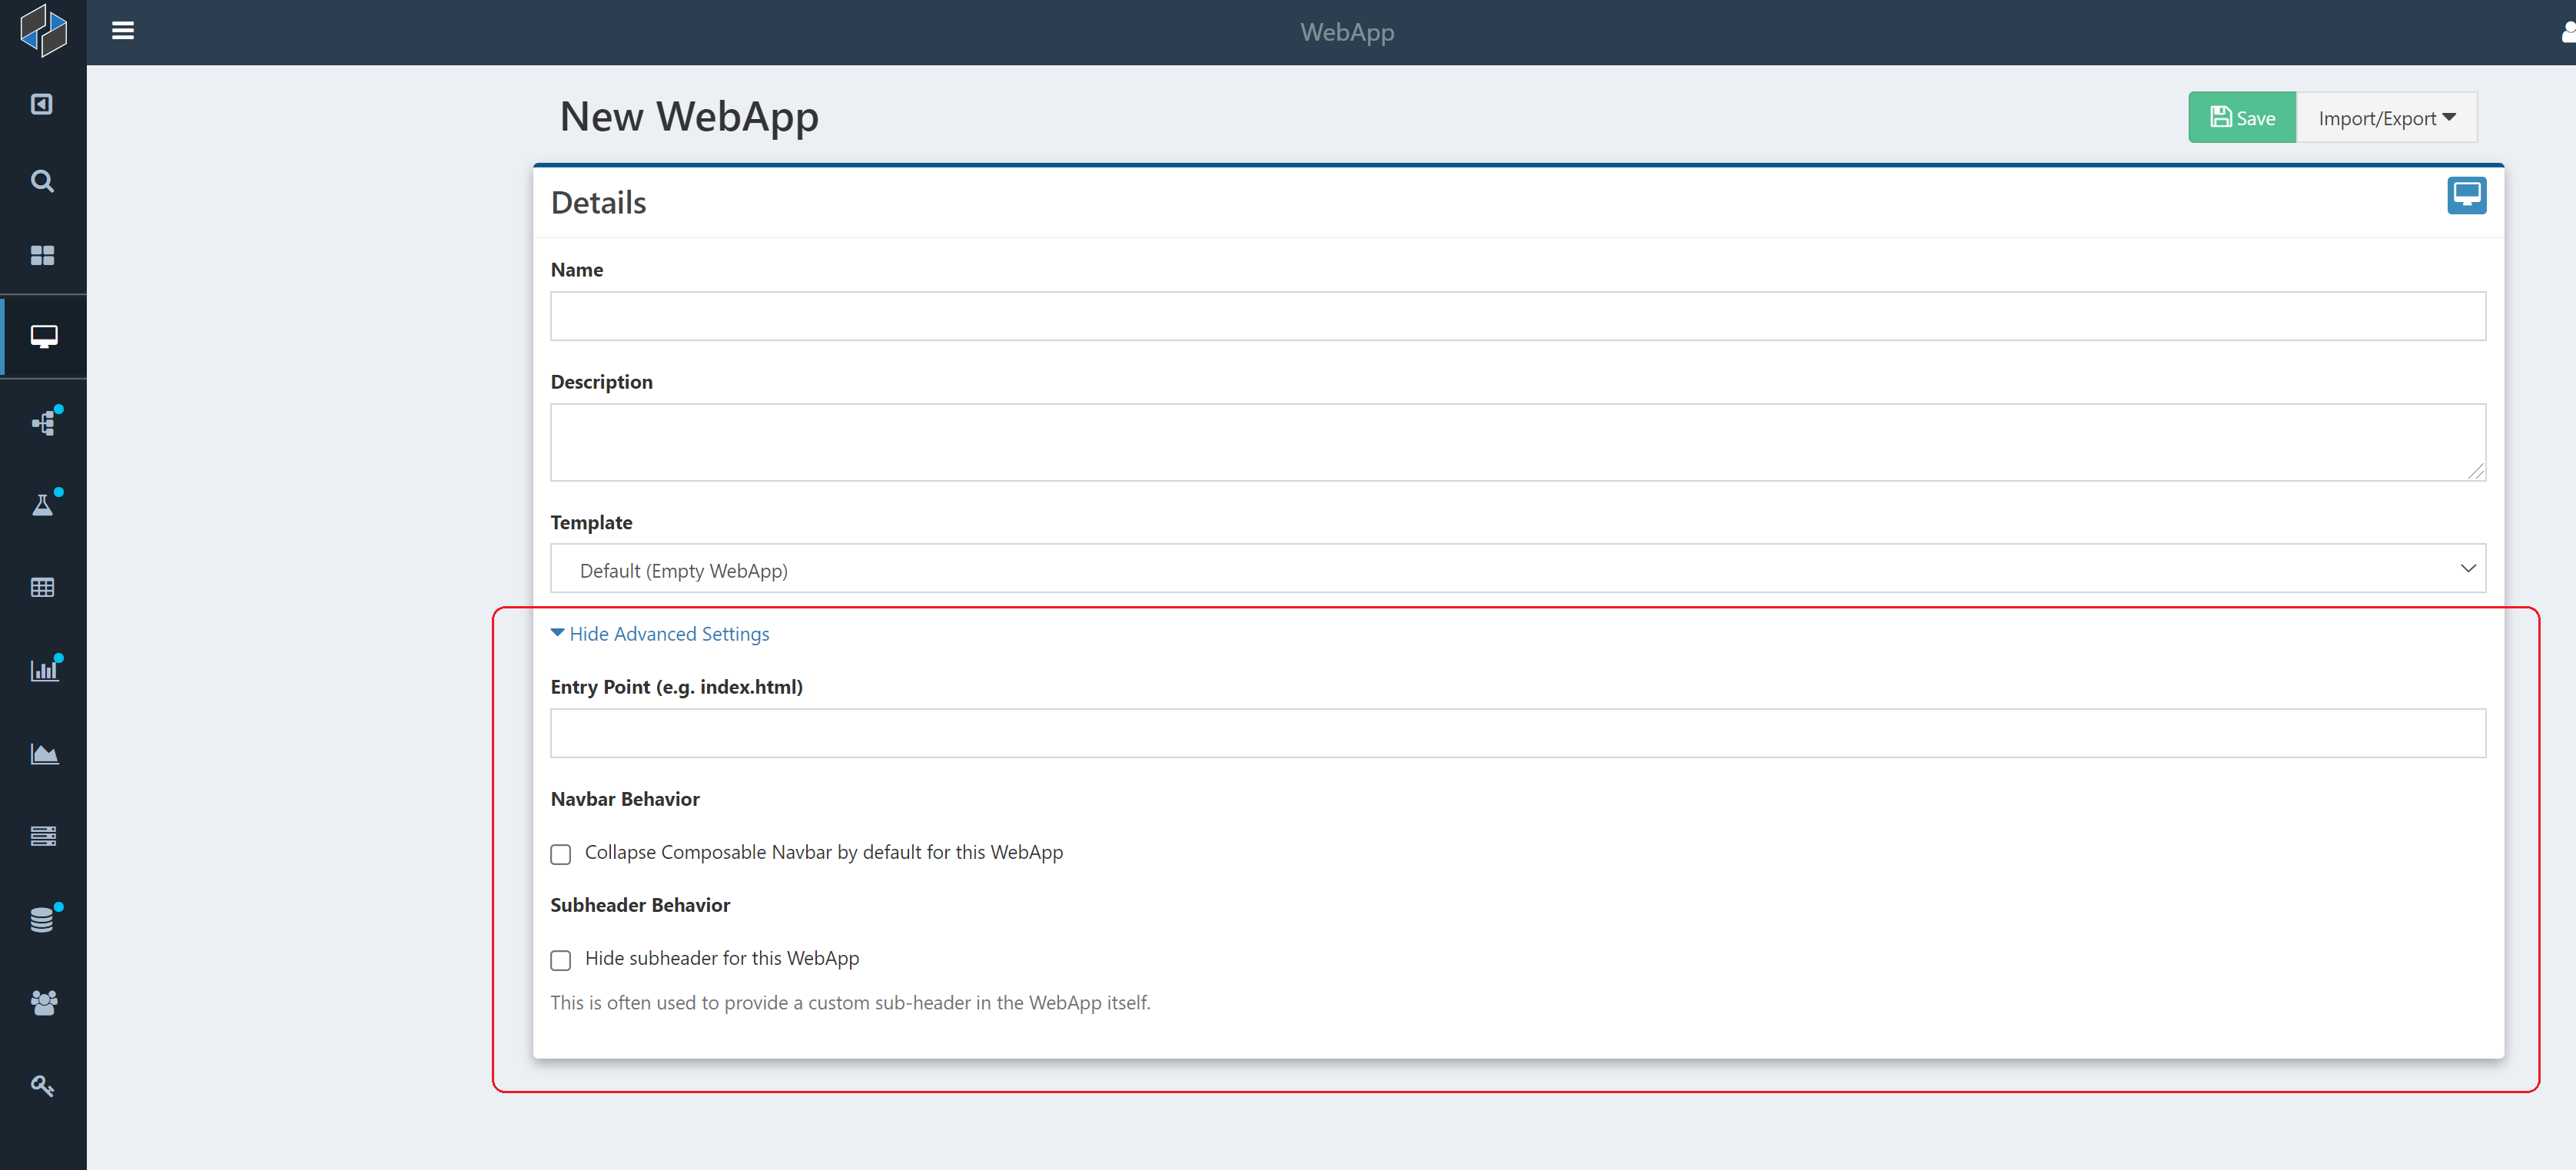 WebApp
New WebApp
Save
Import/Export
Details
Name
Description
Template
Default (Empty WebApp)
Hide Advanced Settings
Entry Point (e.g. index.html)
Navbar Behavior
Collapse Composable Navbar by default for this WebApp
Subheader Behavior
Hide subheader for this WebApp
This is often used to provide a custom sub-header in the WebApp itself.